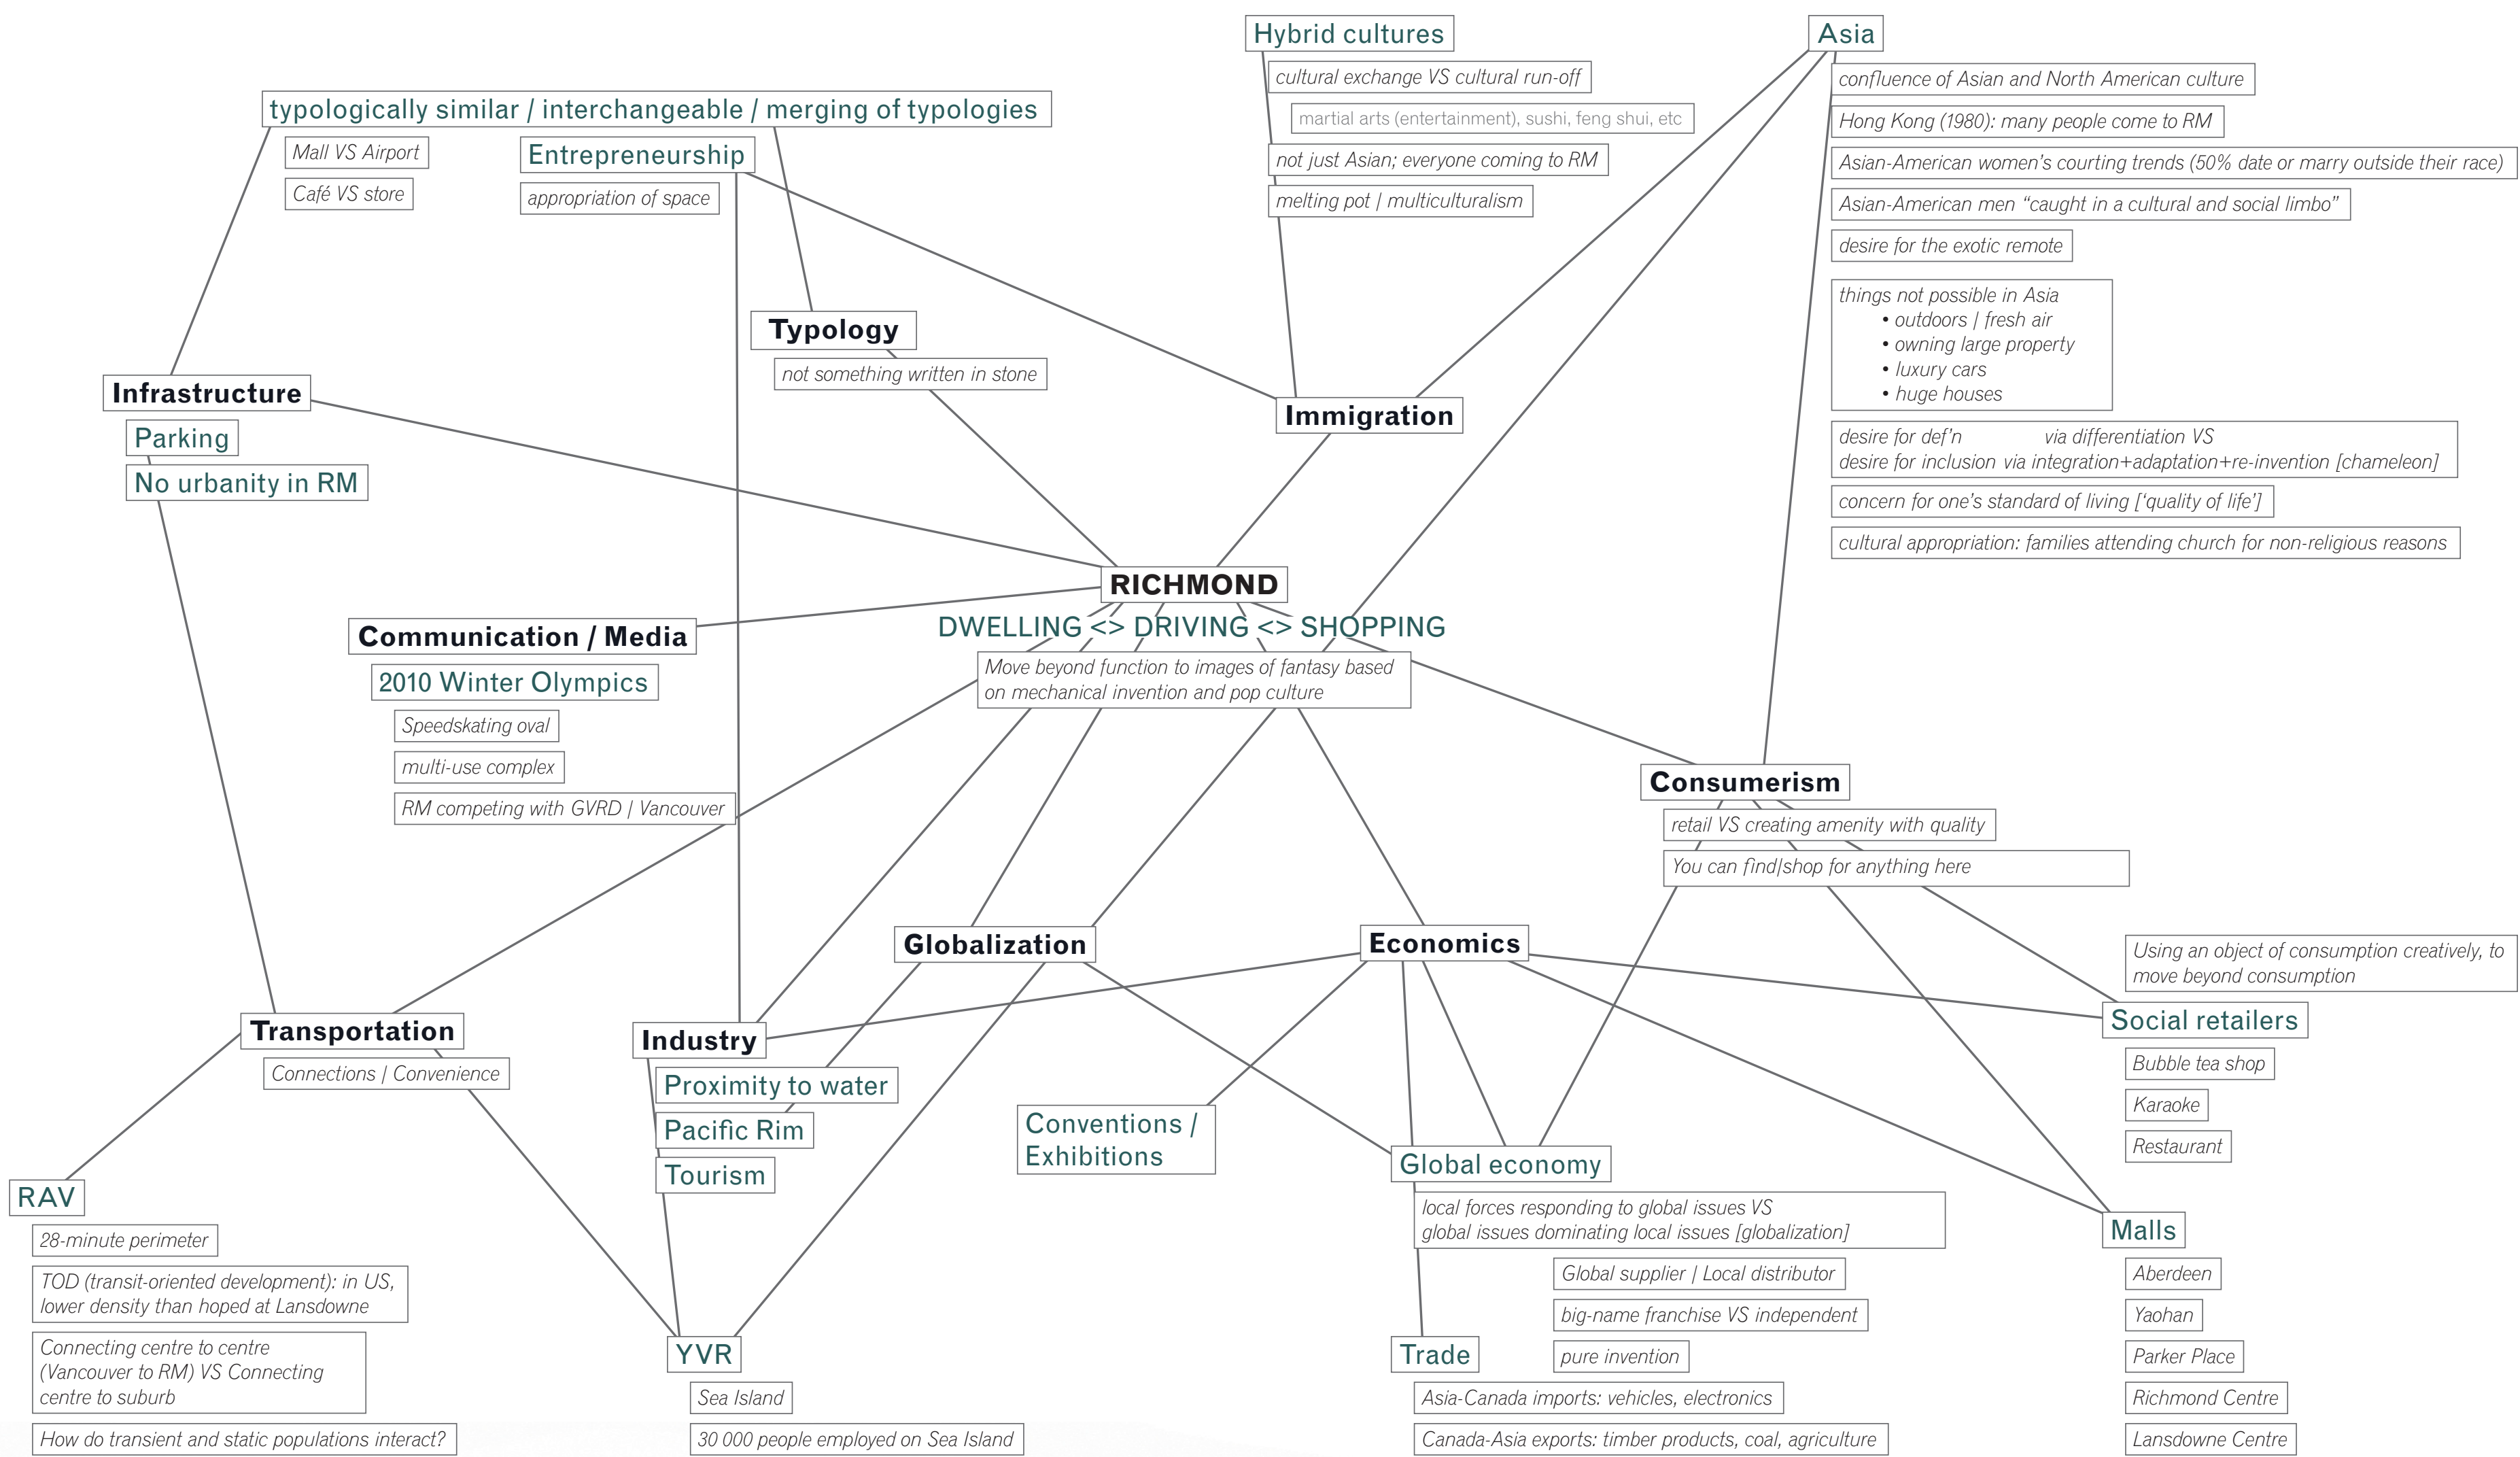 Hybrid cultures
cultural exchange VS cultural run-off
martial arts (entertainment), sushi, feng shui, etc
not just Asian; everyone coming to RM
melting pot | multiculturalism
Asia
confluence of Asian and North American culture
Hong Kong (1980): many people come to RM
Asian-American women’s courting trends (50% date or marry outside their race)
Asian-American men “caught in a cultural and social limbo”
desire for the exotic remote
things not possible in Asia
• outdoors | fresh air
• owning large property
• luxury cars
• huge houses
desire for def’n via differentiation VS
desire for inclusion via integration+adaptation+re-invention [chameleon]
concern for one’s standard of living [‘quality of life’]
cultural appropriation: families attending church for non-religious reasons
typologically similar / intercheangeable / merging of typologies
Mall VS Airport
Café VS store
Entrepreneurship
appropriation of space
Typology
not something written in stone
Infrastructure
Parking
No urbanity in RM
Immigration
RICHMOND
DWELLING <> DRIVING <> SHOPPING
Move beyond function to images of fantasy based
on mechanical invention and pop culture
Communication / Media
2010 Winter Olympics
Speedskating oval
multi-use complex
RM competing with GVRD | Vancouver
Consumerism
retail VS creating amenity with quality
You can find|shop for anything here
Globalization
Economics
Using an object of consumption creatively, to
move beyond consumption
Social retailers
Bubble tea shop
Karaoke
Restaurant
Transportation
Connections | Convenience
Industry
Proximity to water
Pacific Rim
Tourism
Conventions /
Exhibitions
Global economy
local forces responding to global issues VS
global issues dominating local issues [globalization]
Global supplier | Local distributor
big-name franchise VS independent
pure invention
RAV
28-minute perimeter
TOD (transit-oriented development): in US,
lower density than hoped at Lansdowne
Connecting centre to centre
(Vancouver to RM) VS Connecting
centre to suburb
How do transient and static populations interact?
YVR
Sea Island
30 000 people employed on Sea Island
Trade
Asia-Canada imports: vehicles, electronics
Canada-Asia exports: timber products, coal, agriculture
Malls
Aberdeen
Yaohan
Parker Place
Richmond Centre
Lansdowne Centre